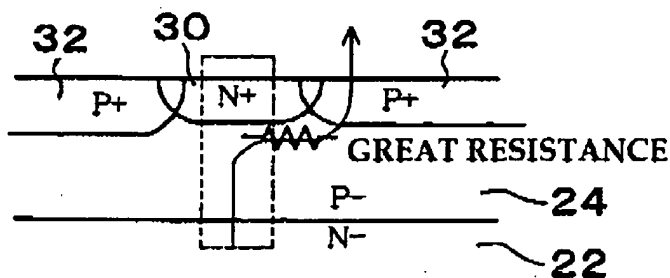 32 30 32
P+ N+ P+
GREAT RESISTANCE
P- 24
N- 22